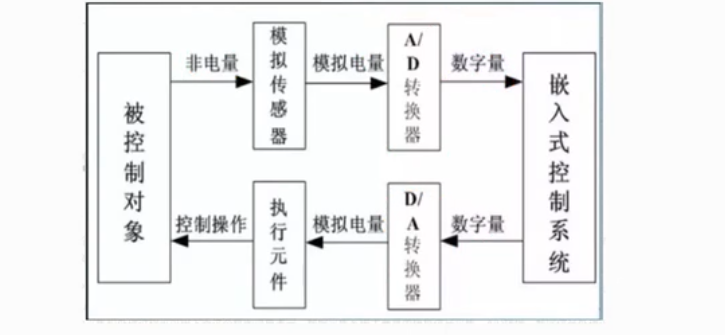 被控制对象
非电量
模拟传感器
模拟电量
A/D转换器
数字量
嵌入式控制系统
控制操作
执行元件
模拟电量
D/A转换器
数字量